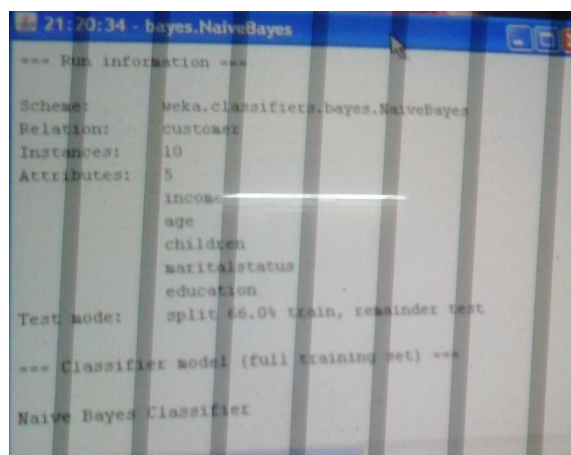 21:20:34 - bayes.NaiveBayes
=== Run information ===
Scheme: weka.classifiers.bayes.NaiveBayes
Relation: customer
Instances: 10
Attributes: 5
income
age
children
maritalstatus
education
Test mode: split 66.0% train, remainder test
=== Classifier model (full training set) ===
Naive Bayes Classifier